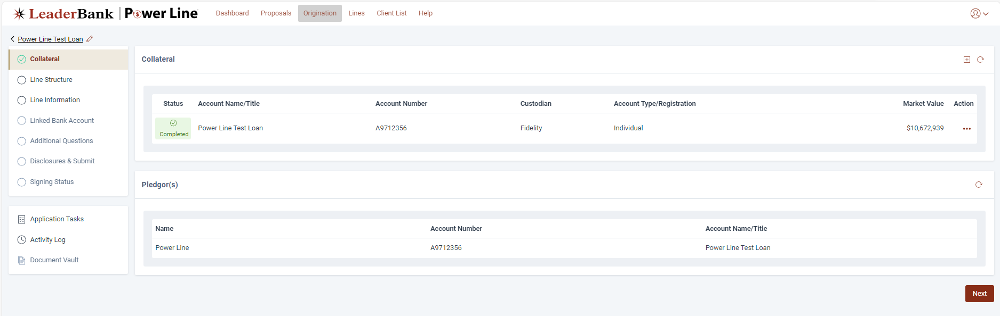 LeaderBank Power Line
Dashboard Proposals Origination Lines Client List Help
Power Line Test Loan
Collateral
Line Structure
Line Information
Linked Bank Account
Additional Questions
Disclosures & Submit
Signing Status
Application Tasks
Activity Log
Document Vault
Collateral
Status Account Name/Title Account Number Custodian Account Type/Registration Market Value Action
Completed Power Line Test Loan A9712356 Fidelity Individual $10,672,939
Pledgor(s)
Name Account Number Account Name/Title
Power Line A9712356 Power Line Test Loan
Next